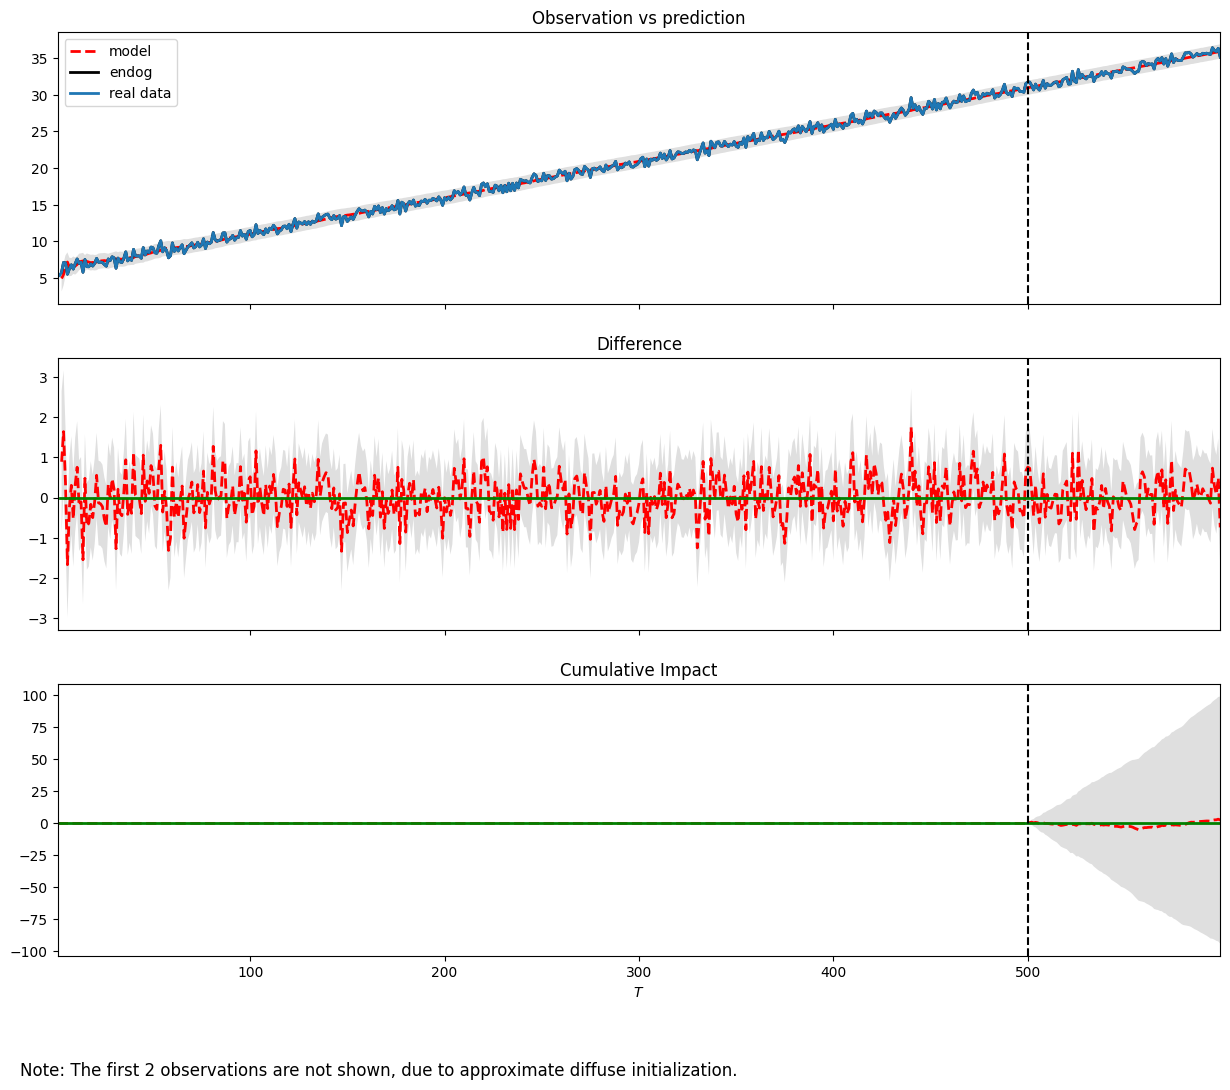 Observation vs prediction
model
endog
real data
35
30
25
20
15
10
5
Difference
3
2
1
0
−1
−2
−3
Cumulative Impact
100
75
50
25
0
−25
−50
−75
−100
100 200 300 400 500
T
Note: The first 2 observations are not shown, due to approximate diffuse initialization.